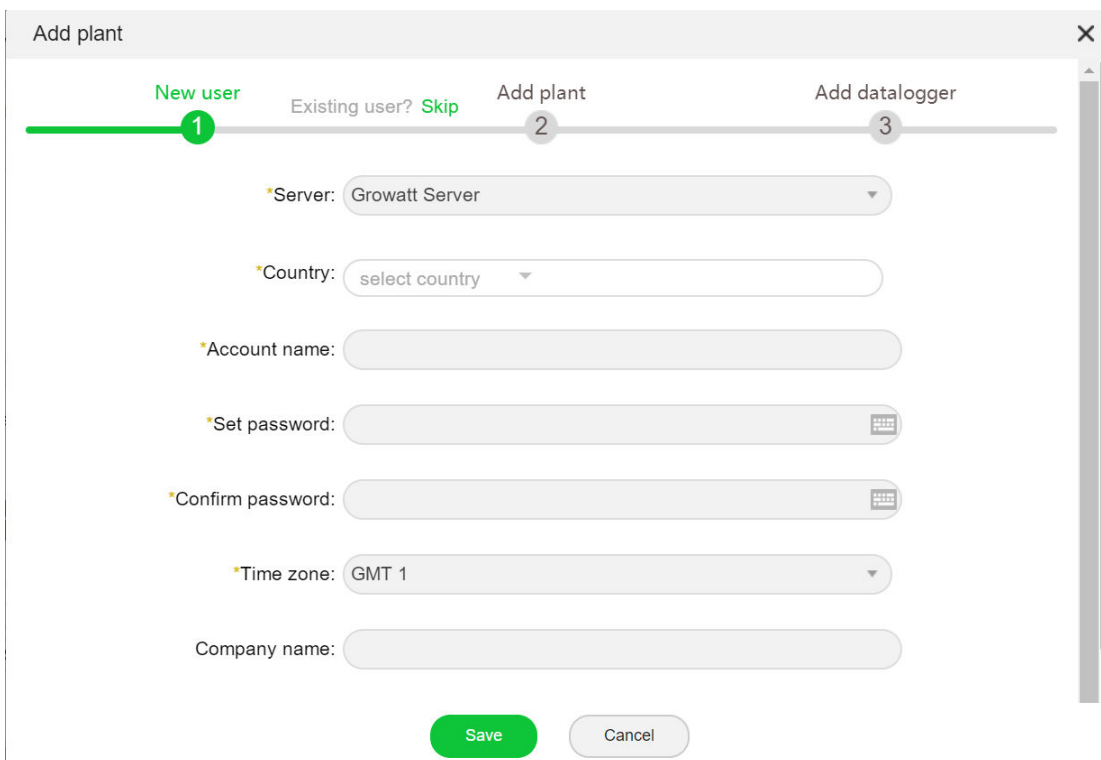 Add plant
New user
Existing user? Skip
Add plant
Add datalogger
1
2
3
*Server: Growatt Server
*Country: select country
*Account name:
*Set password:
*Confirm password:
*Time zone: GMT 1
Company name:
Save
Cancel